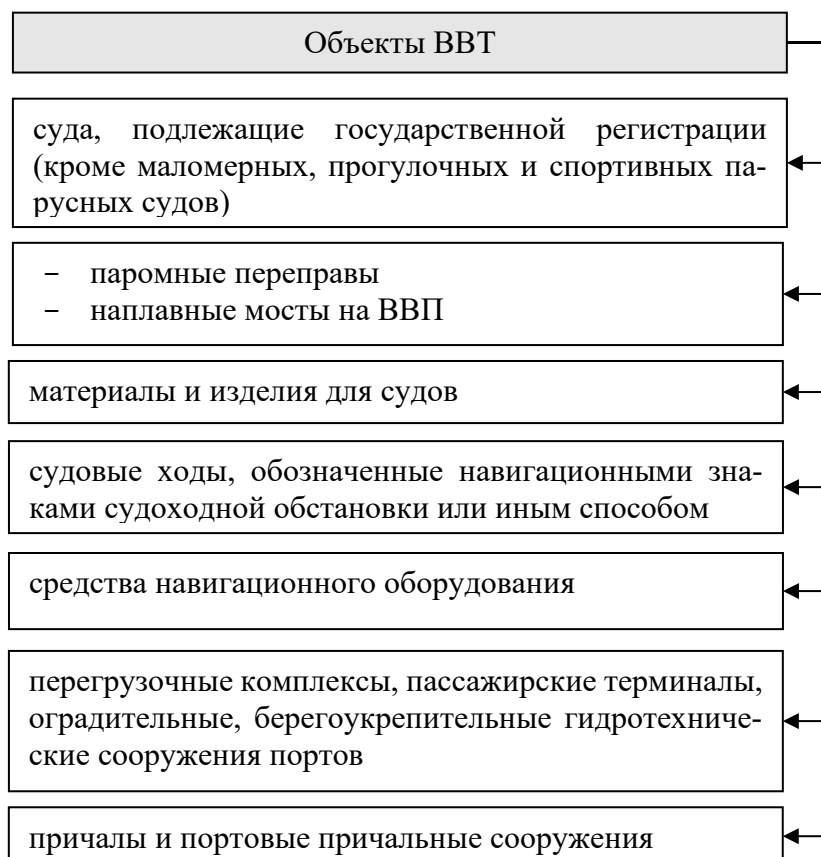 Объекты ВВТ
суда, подлежащие государственной регистрации
(кроме маломерных, прогулочных и спортивных па-
русных судов)
– паромные переправы
– наплавные мосты на ВВП
материалы и изделия для судов
судовые ходы, обозначенные навигационными зна-
ками судоходной обстановки или иным способом
средства навигационного оборудования
перегрузочные комплексы, пассажирские терминалы,
оградительные, берегоукрепительные гидротехниче-
ские сооружения портов
причалы и портовые причальные сооружения